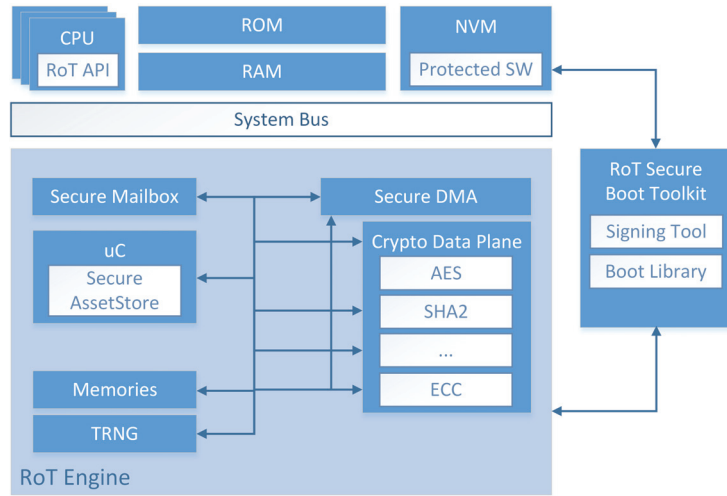 CPU
RoT API
ROM
RAM
NVM
Protected SW
System Bus
RoT Secure
Boot Toolkit
Signing Tool
Boot Library
Secure Mailbox
Secure DMA
uC
Secure
AssetStore
Crypto Data Plane
AES
SHA2
...
ECC
Memories
TRNG
RoT Engine